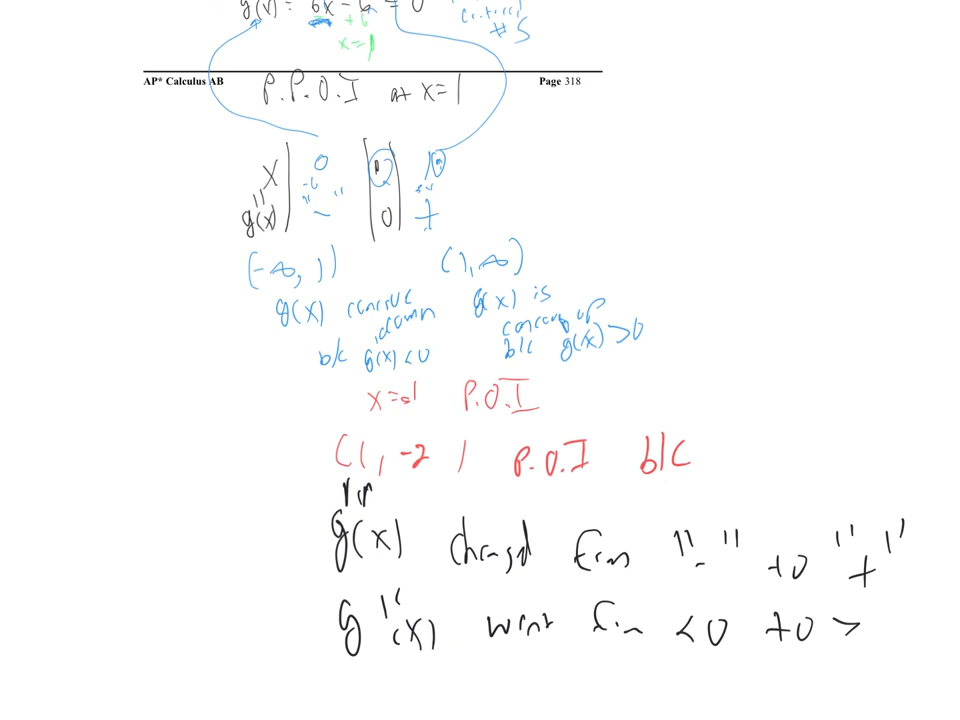 g(x) = 6x - 6 = 0
critical
+6
#s
x=1
AP* Calculus AB Page 318
P.P.O.I at x=1
x 0 1 10
-6 54
g''(x) "-" 0 +
(-∞, 1) (1, ∞)
g(x) concave g(x) is
down concave up
b/c g(x)<0 b/c g(x)>0
x=1 P.O.I
(1, -2) P.O.I b/c
g(x) changed from "-" to "+"
g''(x) went from <0 to >